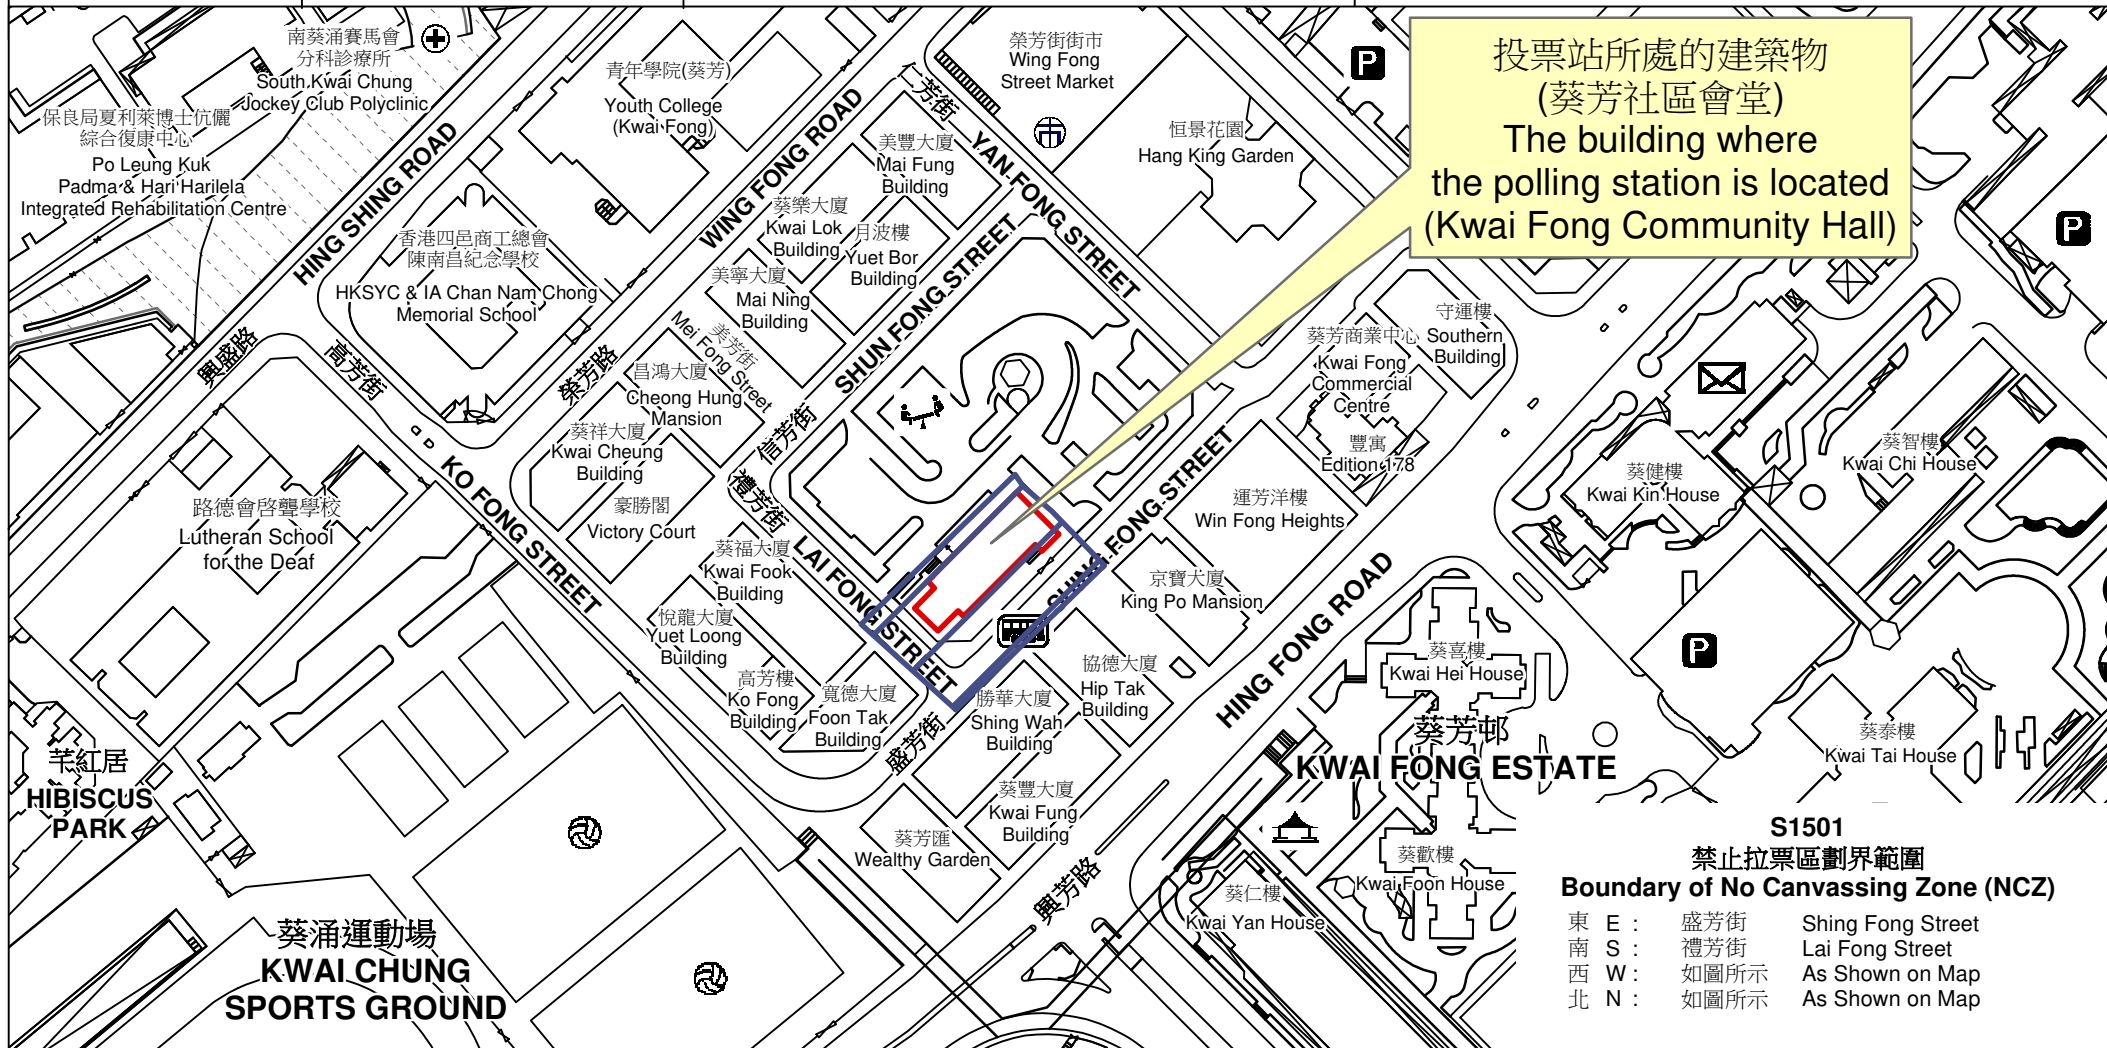 南葵涌賽馬會
分科診療所
South Kwai Chung
Jockey Club Polyclinic
保良局夏利萊博士伉儷
綜合復康中心
Po Leung Kuk
Padma & Hari Harilela
Integrated Rehabilitation Centre
HING SHING ROAD
興盛路
青年學院(葵芳)
Youth College
(Kwai Fong)
香港四邑商工總會
陳南昌紀念學校
HKSYC & IA Chan Nam Chong
Memorial School
WING FONG ROAD
榮芳路
榮芳街街市
Wing Fong
Street Market
仁芳街
YAN FONG STREET
恒景花園
Hang King Garden
P
投票站所處的建築物
(葵芳社區會堂)
The building where
the polling station is located
(Kwai Fong Community Hall)
P
美豐大廈
Mai Fung
Building
葵樂大廈
Kwai Lok
Building
月波樓
Yuet Bor
Building
美寧大廈
Mai Ning
Building
美芳街
Mei Fong Street
SHUN FONG STREET
信芳街
昌鴻大廈
Cheong Hung
Mansion
葵祥大廈
Kwai Cheung
Building
豪勝閣
Victory Court
高芳街
KO FONG STREET
路德會啓聾學校
Lutheran School
for the Deaf
禮芳街
LAI FONG STREET
葵福大廈
Kwai Fook
Building
悅龍大廈
Yuet Loong
Building
高芳樓
Ko Fong
Building
寬德大廈
Foon Tak
Building
盛芳街
SHING FONG STREET
勝華大廈
Shing Wah
Building
協德大廈
Hip Tak
Building
葵豐大廈
Kwai Fung
Building
葵芳匯
Wealthy Garden
京寶大廈
King Po Mansion
運芳洋樓
Win Fong Heights
葵芳商業中心
Kwai Fong
Commercial
Centre
豐寓
Edition 178
守運樓
Southern
Building
HING FONG ROAD
興芳路
葵健樓
Kwai Kin House
葵智樓
Kwai Chi House
P
葵喜樓
Kwai Hei House
葵芳邨
KWAI FONG ESTATE
葵泰樓
Kwai Tai House
葵歡樓
Kwai Foon House
葵仁樓
Kwai Yan House
芊紅居
HIBISCUS
PARK
葵涌運動場
KWAI CHUNG
SPORTS GROUND
S1501
禁止拉票區劃界範圍
Boundary of No Canvassing Zone (NCZ)
東 E : 盛芳街 Shing Fong Street
南 S : 禮芳街 Lai Fong Street
西 W : 如圖所示 As Shown on Map
北 N : 如圖所示 As Shown on Map